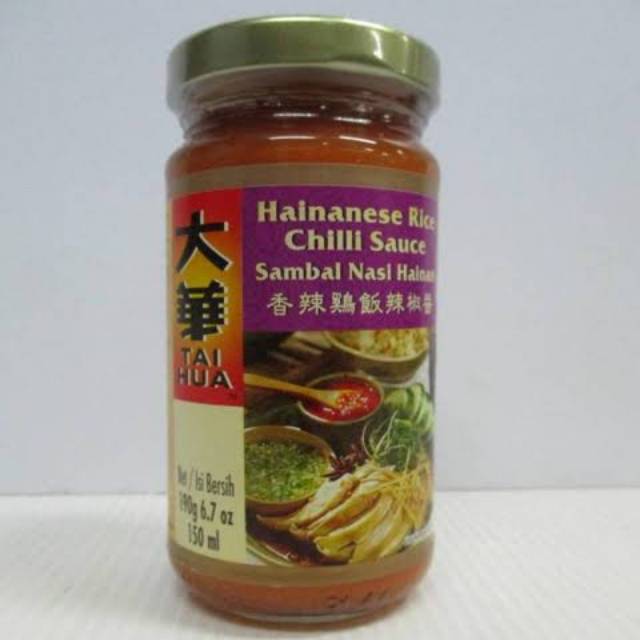 大
華
TAI
HUA
Hainanese Rice
Chilli Sauce
Sambal Nasi Hainan
香辣鷄飯辣椒醬
Net / Isi Bersih
190g 6.7 oz
150 ml